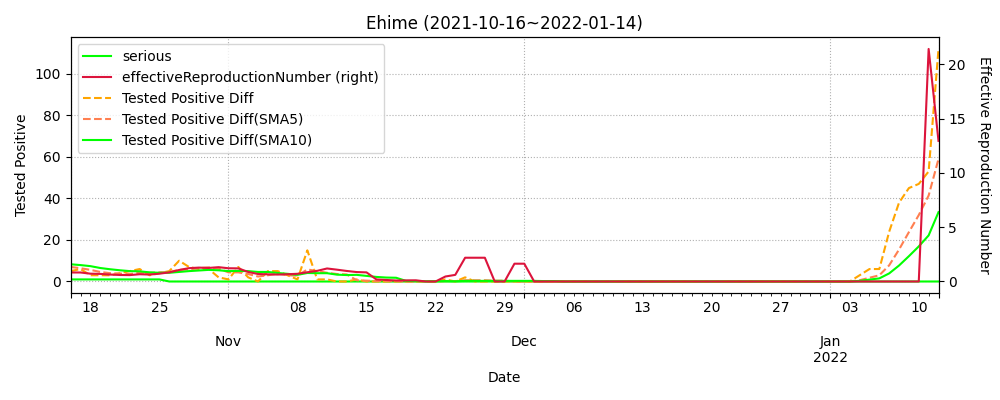 Ehime (2021-10-16~2022-01-14)
serious
effectiveReproductionNumber (right)
Tested Positive Diff
Tested Positive Diff(SMA5)
Tested Positive Diff(SMA10)
Tested Positive
100
80
60
40
20
0
20
15
10
5
0
Effective Reproduction Number
18 25 08 15 22 29 06 13 20 27 03 10
Nov Dec Jan
2022
Date